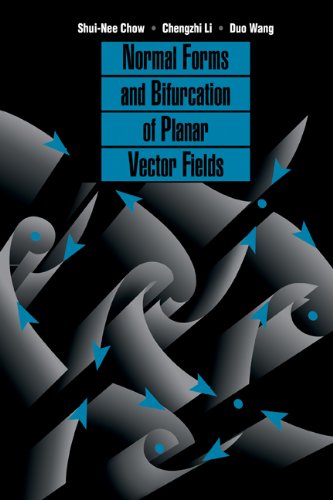 Shui-Nee Chow • Chengzhi Li • Duo Wang
Normal Forms
and Bifurcation
of Planar
Vector Fields